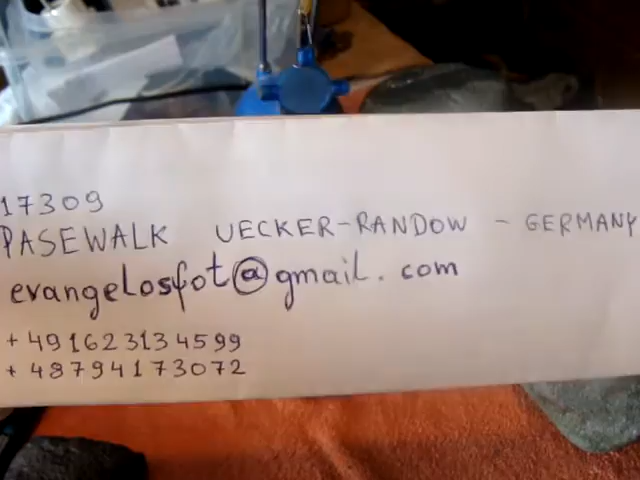 17309
PASEWALK UECKER-RANDOW - GERMANY
evangelosfot@gmail.com
+491623134599
+48794173072